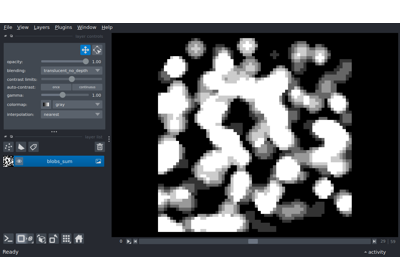 File View Layers Plugins Window Help
opacity: 1.00
blending: translucent_no_depth
contrast limits:
auto-contrast: once continuous
gamma: 1.00
colormap: gray
interpolation: nearest
blobs_sum
Ready
activity